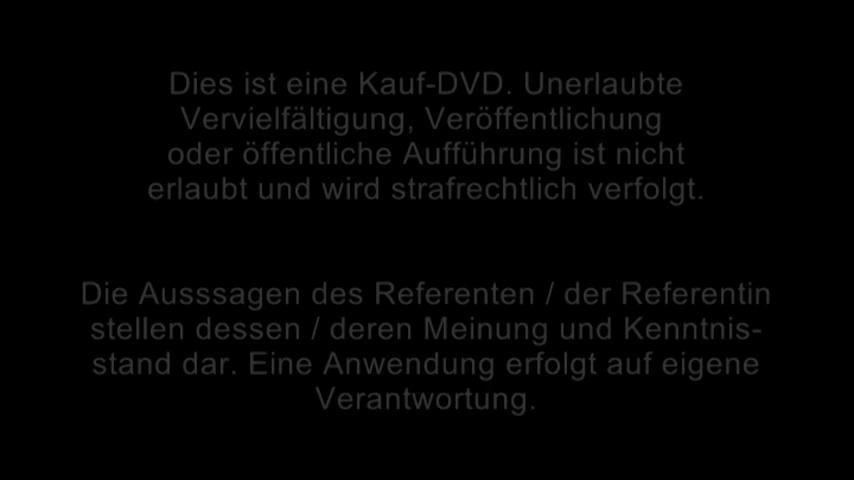 Dies ist eine Kauf-DVD. Unerlaubte
Vervielfältigung, Veröffentlichung
oder öffentliche Aufführung ist nicht
erlaubt und wird strafrechtlich verfolgt.
Die Ausssagen des Referenten / der Referentin
stellen dessen / deren Meinung und Kenntnis-
stand dar. Eine Anwendung erfolgt auf eigene
Verantwortung.